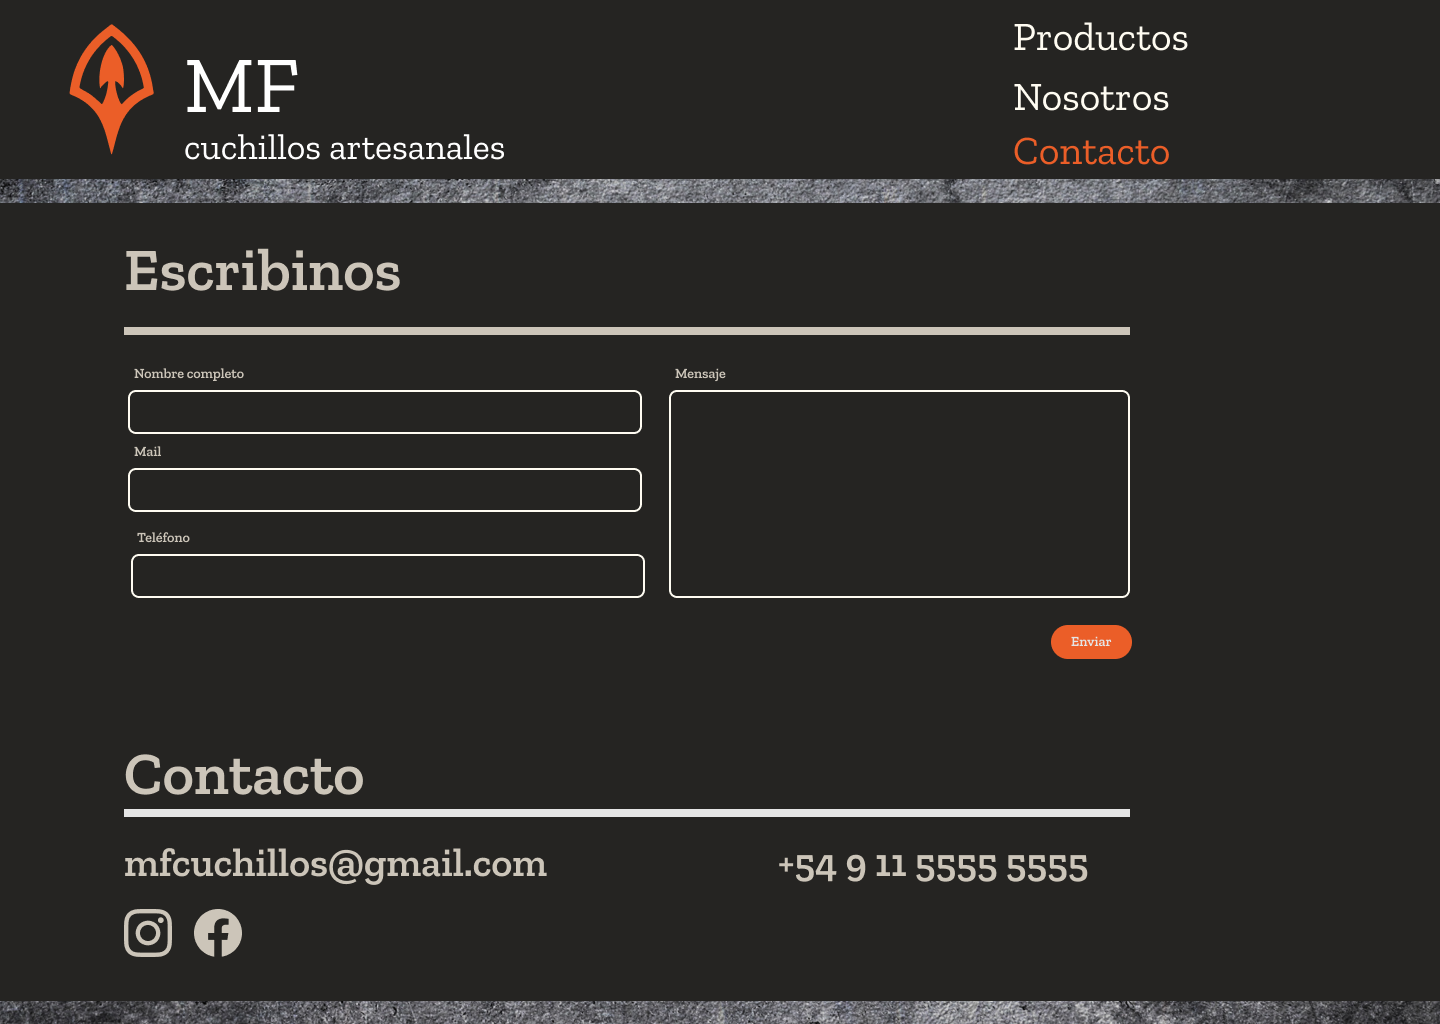 MF
cuchillos artesanales
Productos
Nosotros
Contacto
Escribinos
Nombre completo
Mensaje
Mail
Teléfono
Enviar
Contacto
mfcuchillos@gmail.com
+54 9 11 5555 5555